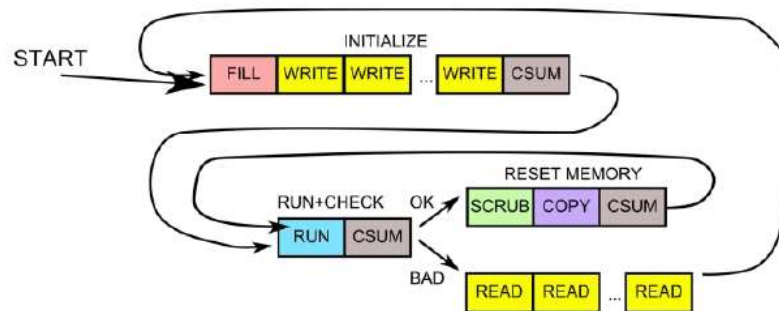 INITIALIZE
START
FILL WRITE WRITE ... WRITE CSUM
RESET MEMORY
RUN+CHECK OK
SCRUB COPY CSUM
RUN CSUM
BAD
READ READ ... READ